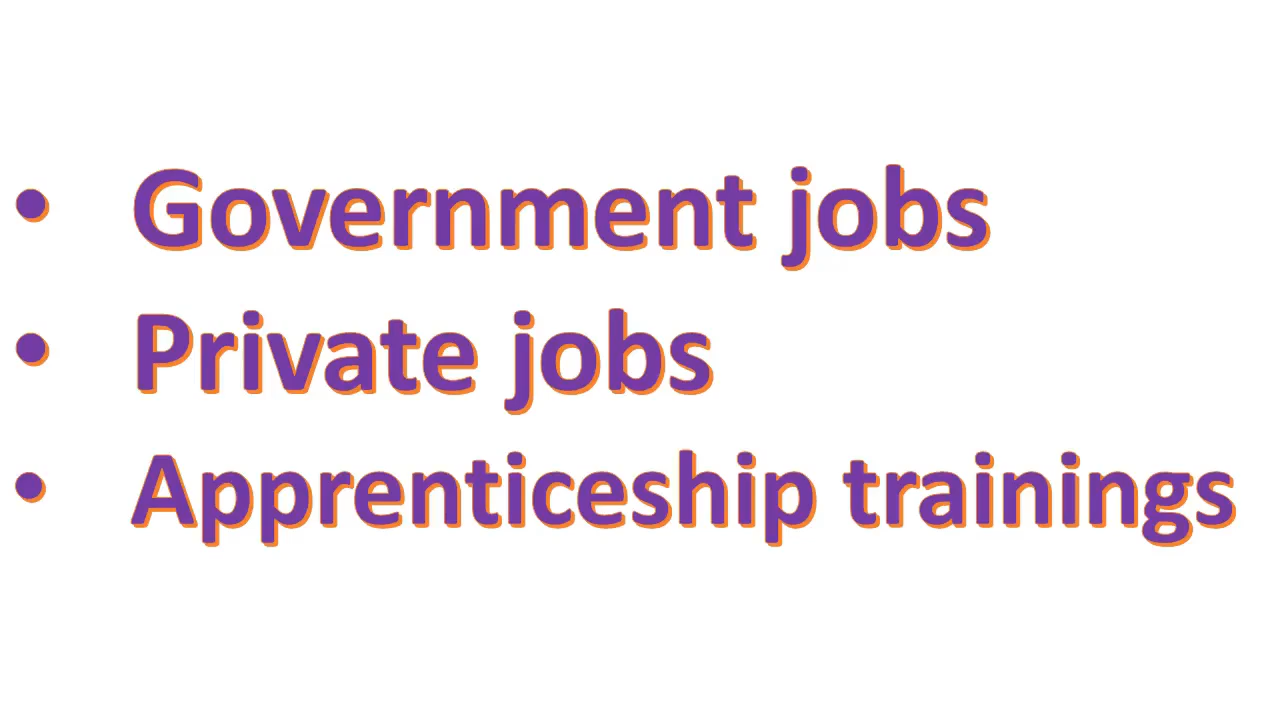 • Government jobs
• Private jobs
• Apprenticeship trainings